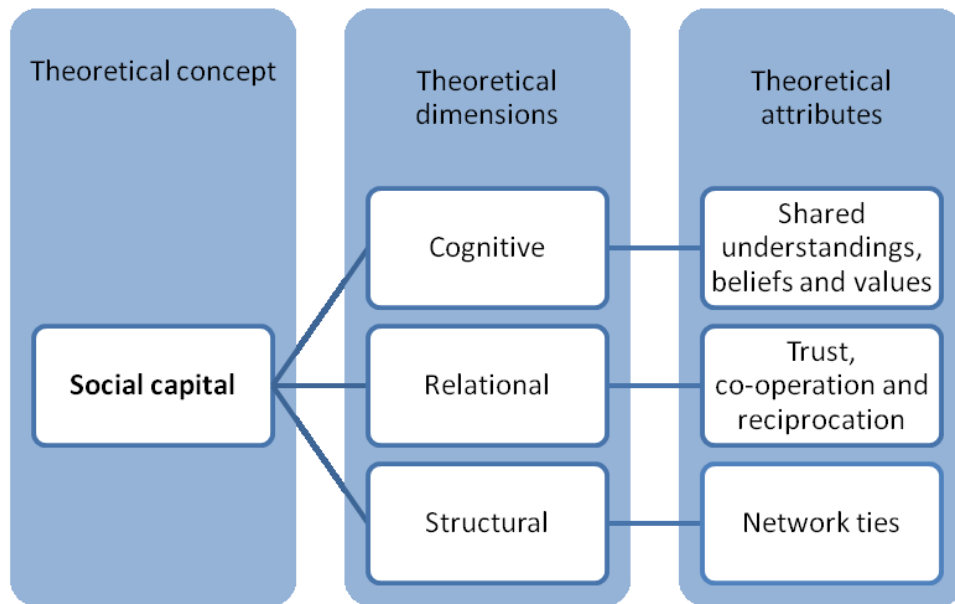 Theoretical concept
Theoretical
dimensions
Theoretical
attributes
Social capital
Cognitive
Relational
Structural
Shared
understandings,
beliefs and values
Trust,
co-operation and
reciprocation
Network ties